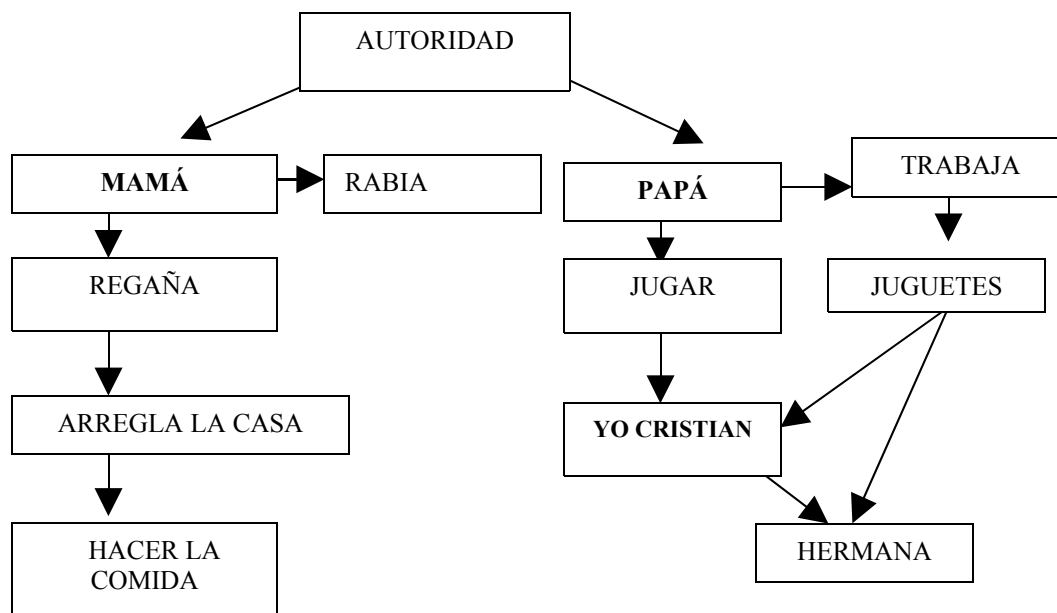 AUTORIDAD
MAMÁ
RABIA
PAPÁ
TRABAJA
REGAÑA
JUGAR
JUGUETES
ARREGLA LA CASA
YO CRISTIAN
HACER LA
COMIDA
HERMANA